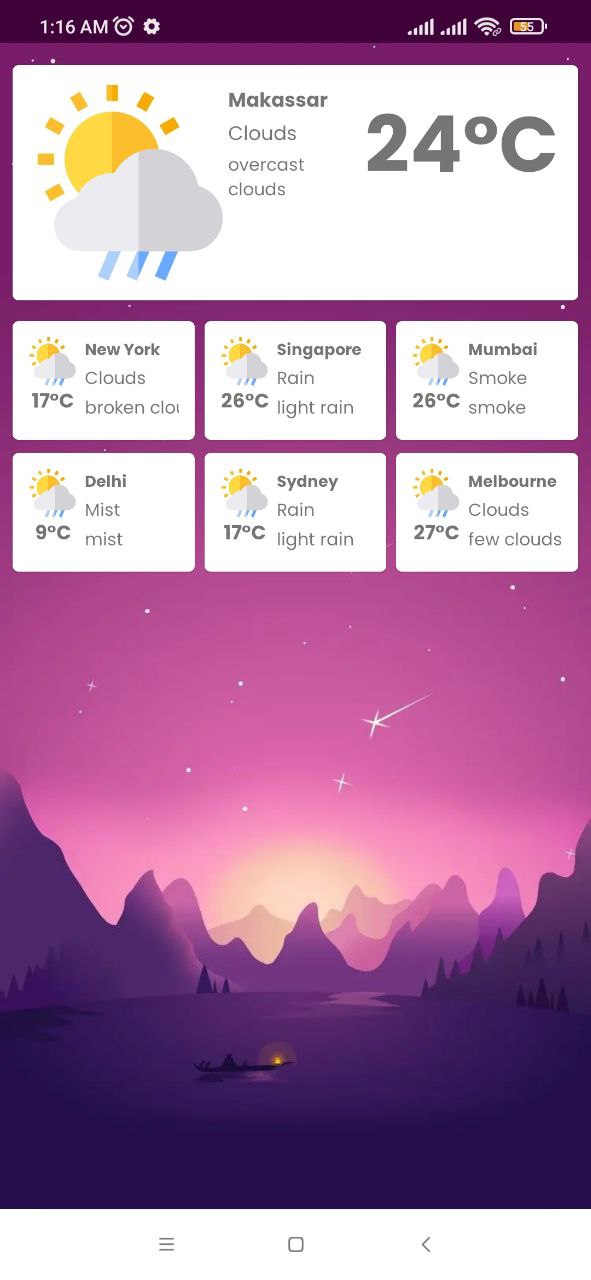 1:16 AM
55
Makassar
Clouds
overcast
clouds
24°C
New York
Clouds
17°C
broken clou
Singapore
Rain
26°C
light rain
Mumbai
Smoke
26°C
smoke
Delhi
Mist
9°C
mist
Sydney
Rain
17°C
light rain
Melbourne
Clouds
27°C
few clouds